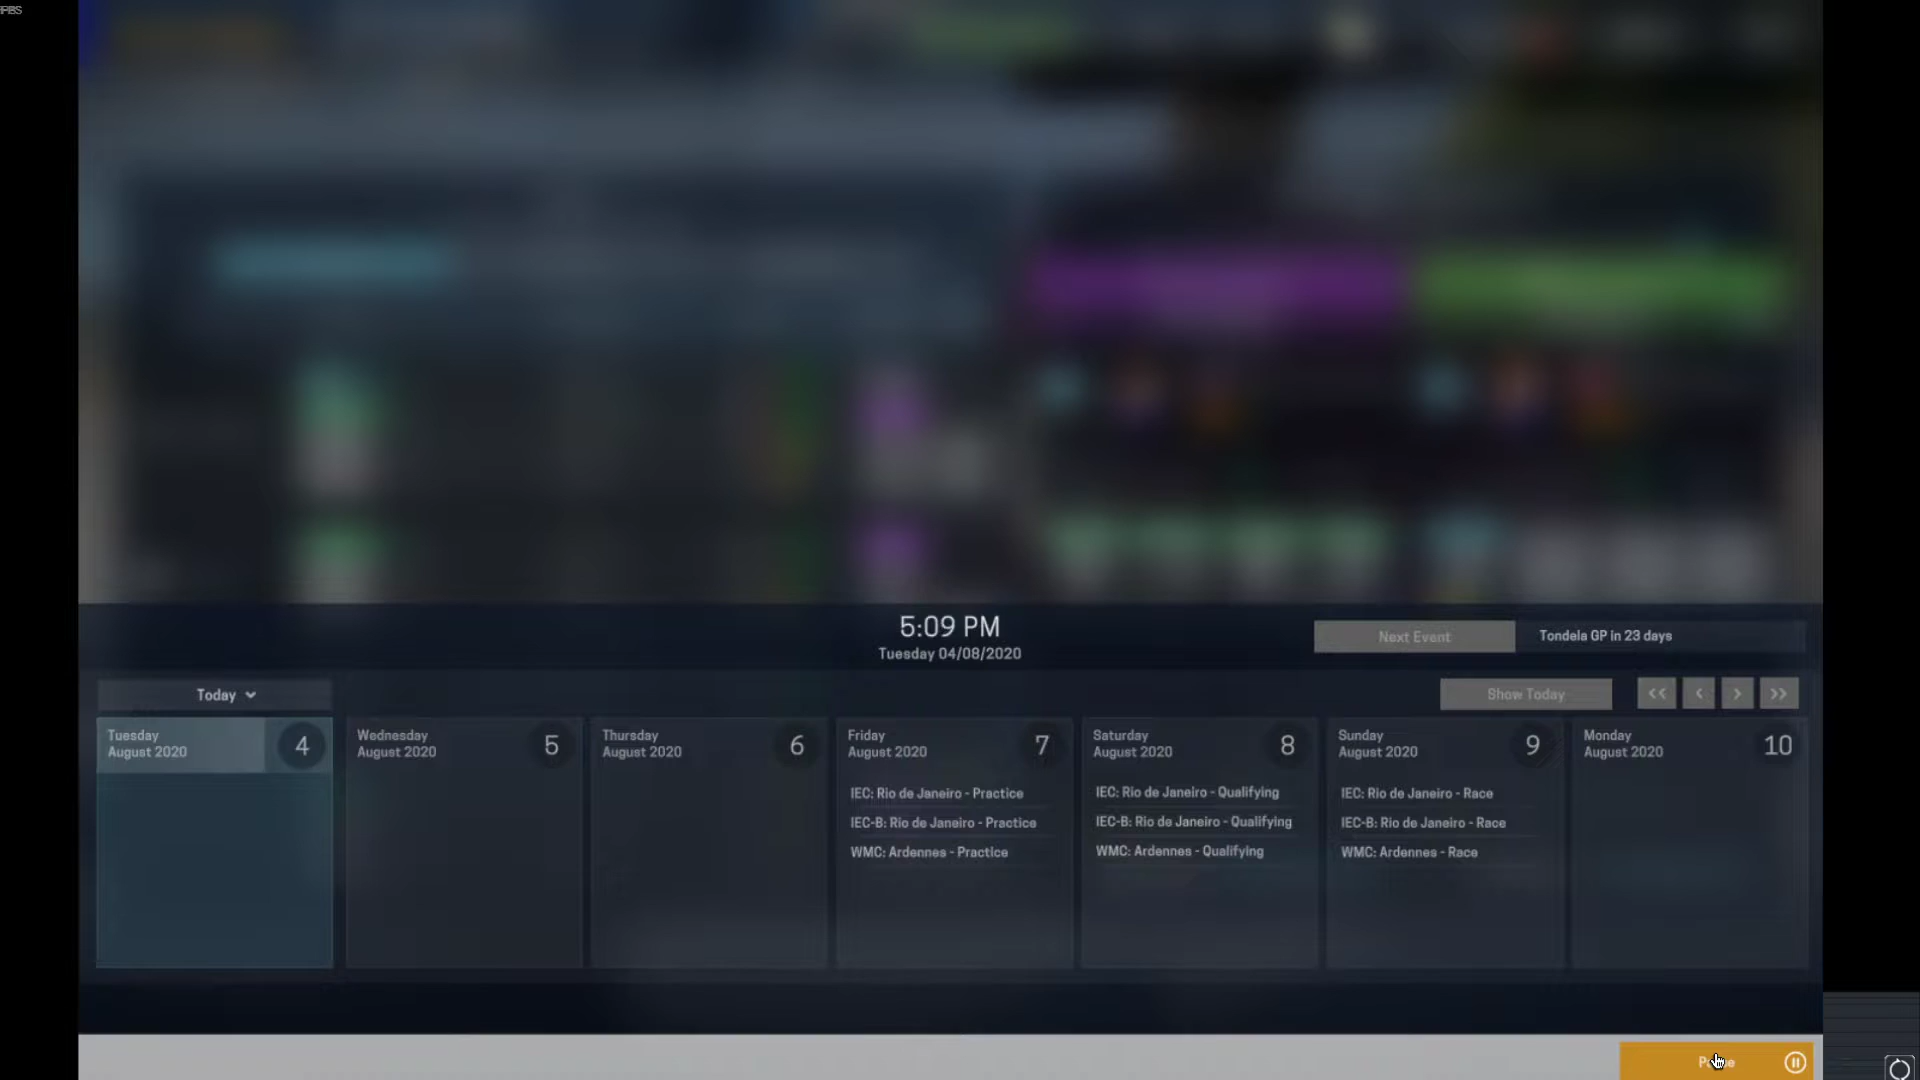 FPS
5:09 PM
Tuesday 04/08/2020
Next Event
Tondela GP in 23 days
Today
Show Today
<< < > >>
Tuesday
August 2020
4
Wednesday
August 2020
5
Thursday
August 2020
6
Friday
August 2020
7
IEC: Rio de Janeiro - Practice
IEC-B: Rio de Janeiro - Practice
WMC: Ardennes - Practice
Saturday
August 2020
8
IEC: Rio de Janeiro - Qualifying
IEC-B: Rio de Janeiro - Qualifying
WMC: Ardennes - Qualifying
Sunday
August 2020
9
IEC: Rio de Janeiro - Race
IEC-B: Rio de Janeiro - Race
WMC: Ardennes - Race
Monday
August 2020
10